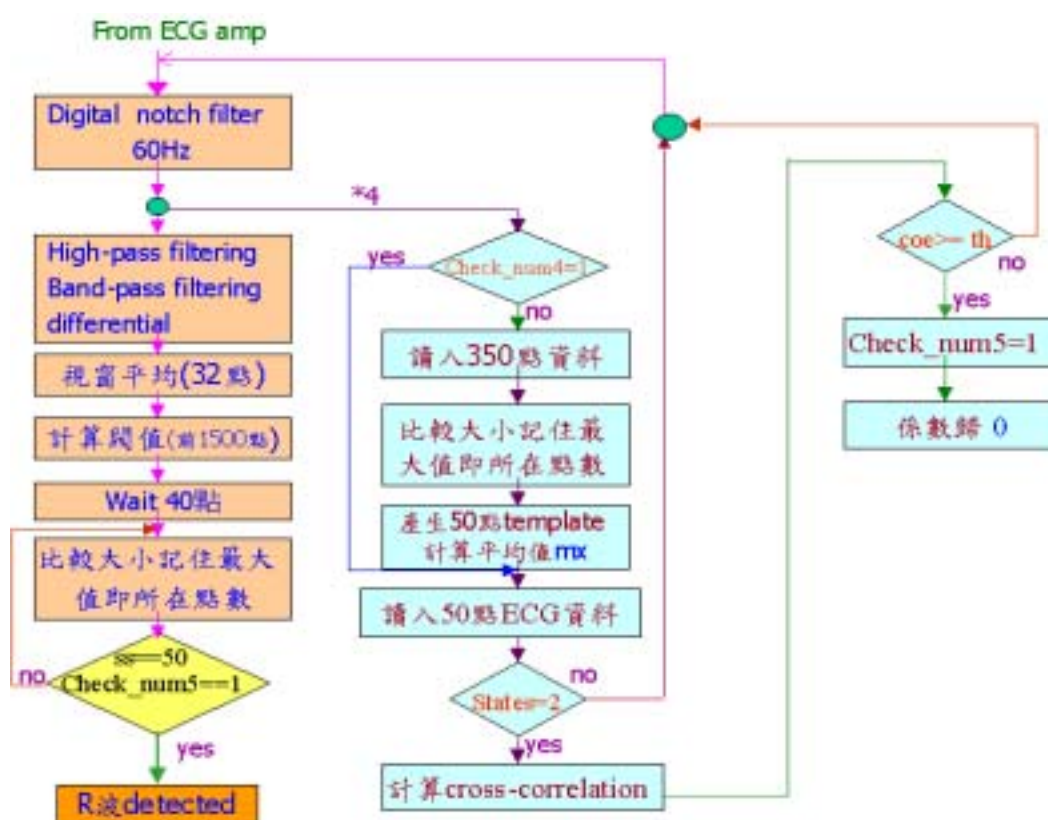 From ECG amp
Digital notch filter
60Hz
*4
High-pass filtering
Band-pass filtering
differential
視窗平均(32點)
計算閥值(前1500點)
Wait 40點
比較大小記住最大
值即所在點數
ss==50
Check_num5==1
no
yes
R波detected
Check_num4=1
yes
no
讀入350點資料
比較大小記住最
大值即所在點數
產生50點template
計算平均值mx
讀入50點ECG資料
States=2
no
yes
計算cross-correlation
coe>= th
no
yes
Check_num5=1
係數歸 0